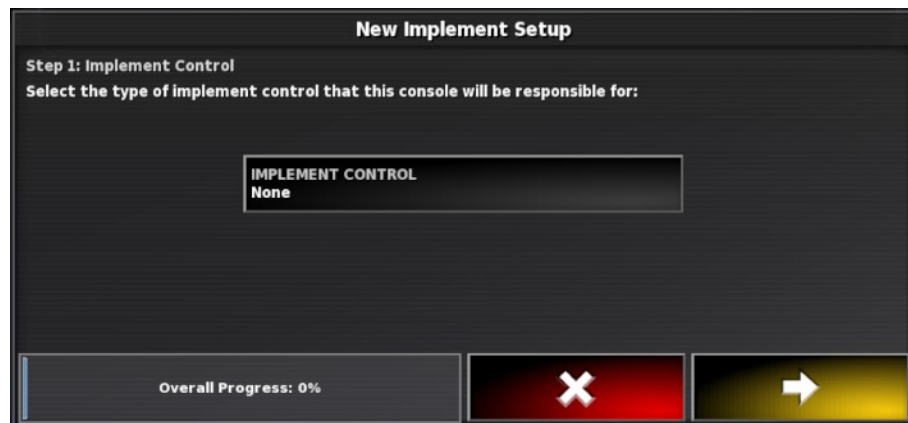 New Implement Setup
Step 1: Implement Control
Select the type of implement control that this console will be responsible for:
IMPLEMENT CONTROL
None
Overall Progress: 0%